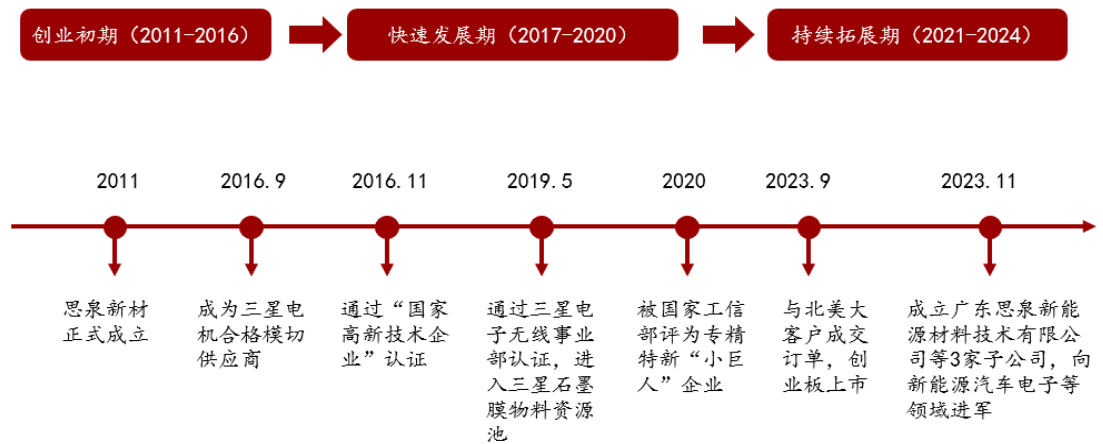 创业初期（2011-2016）
快速发展期（2017-2020）
持续拓展期（2021-2024）
2011
2016.9
2016.11
2019.5
2020
2023.9
2023.11
思泉新材
正式成立
成为三星电
机合格模切
供应商
通过“国家
高新技术企
业”认证
通过三星电
子无线事业
部认证，进
入三星石墨
膜物料资源
池
被国家工信
部评为专精
特新“小巨
人”企业
与北美大
客户成交
订单，创
业板上市
成立广东思泉新能
源材料技术有限公
司等3家子公司，向
新能源汽车电子等
领域进军